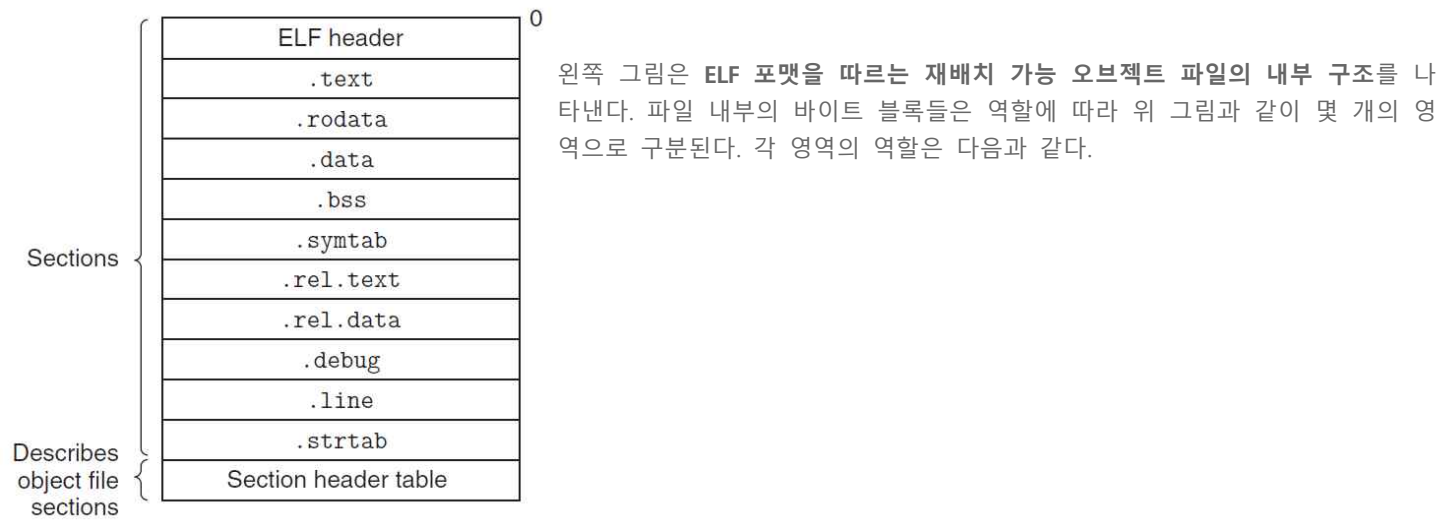 ELF header
0
.text
.rodata
.data
.bss
.symtab
.rel.text
.rel.data
.debug
.line
.strtab
Section header table
Sections
Describes
object file
sections
왼쪽 그림은 ELF 포맷을 따르는 재배치 가능 오브젝트 파일의 내부 구조를 나
타낸다. 파일 내부의 바이트 블록들은 역할에 따라 위 그림과 같이 몇 개의 영
역으로 구분된다. 각 영역의 역할은 다음과 같다.